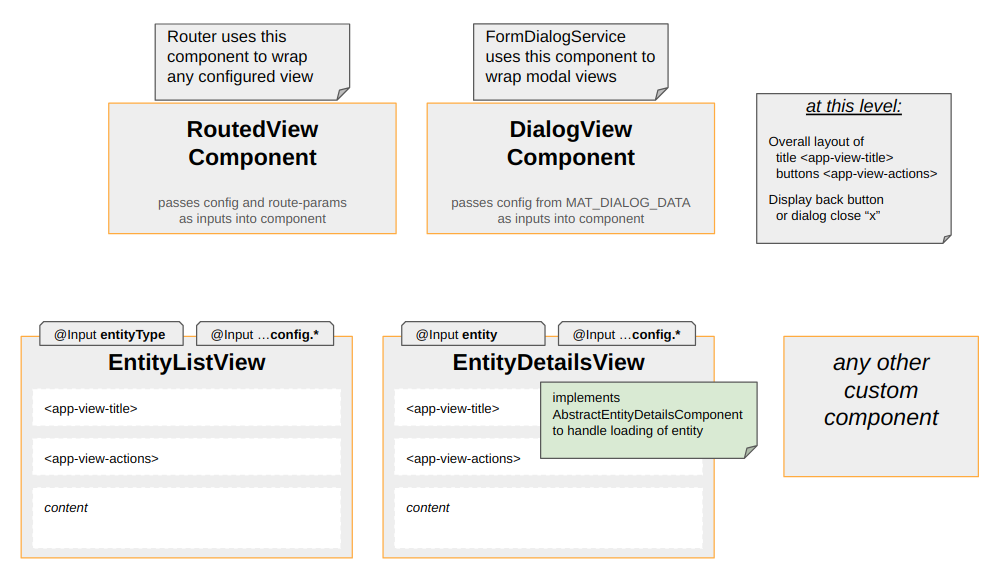 Router uses this
component to wrap
any configured view
FormDialogService
uses this component to
wrap modal views
RoutedView
Component
passes config and route-params
as inputs into component
DialogView
Component
passes config from MAT_DIALOG_DATA
as inputs into component
at this level:
Overall layout of
title <app-view-title>
buttons <app-view-actions>
Display back button
or dialog close “x”
@Input entityType
@Input …config.*
EntityListView
<app-view-title>
<app-view-actions>
content
@Input entity
@Input …config.*
EntityDetailsView
<app-view-title>
implements
AbstractEntityDetailsComponent
to handle loading of entity
<app-view-actions>
content
any other
custom
component